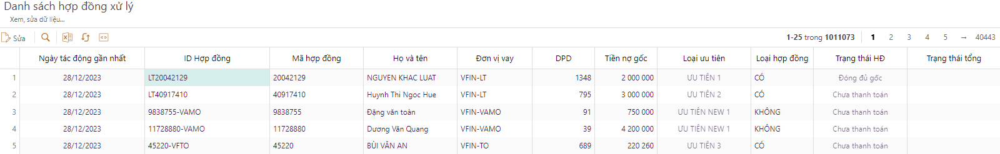 Danh sách hợp đồng xử lý
Xem, sửa dữ liệu...
Sửa 1-25 trong 1011073 1 2 3 4 5 → 40443
Ngày tác động gần nhất ID Hợp đồng Mã hợp đồng Họ và tên Đơn vị vay DPD Tiền nợ gốc Loại ưu tiên Loại hợp đồng Trạng thái HĐ Trạng thái tổng
1 28/12/2023 LT20042129 20042129 NGUYEN KHAC LUAT VFIN-LT 1348 2 000 000 ƯU TIÊN 1 CÓ Đóng đủ gốc
2 28/12/2023 LT40917410 40917410 Huynh Thi Ngoc Hue VFIN-LT 795 3 000 000 ƯU TIÊN 2 CÓ Chưa thanh toán
3 28/12/2023 9838755-VAMO 9838755 Đặng văn toàn VFIN-VAMO 91 750 000 ƯU TIÊN NEW 1 KHÔNG Chưa thanh toán
4 28/12/2023 11728880-VAMO 11728880 Dương Văn Quang VFIN-VAMO 39 4 200 000 ƯU TIÊN NEW 1 KHÔNG Chưa thanh toán
5 28/12/2023 45220-VFTO 45220 BÙI VĂN AN VFIN-TO 689 220 260 ƯU TIÊN 3 CÓ Chưa thanh toán